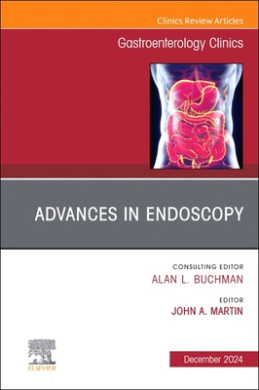 Clinics Review Articles
Gastroenterology Clinics
ADVANCES IN ENDOSCOPY
CONSULTING EDITOR
ALAN L. BUCHMAN
EDITOR
JOHN A. MARTIN
ELSEVIER
December 2024